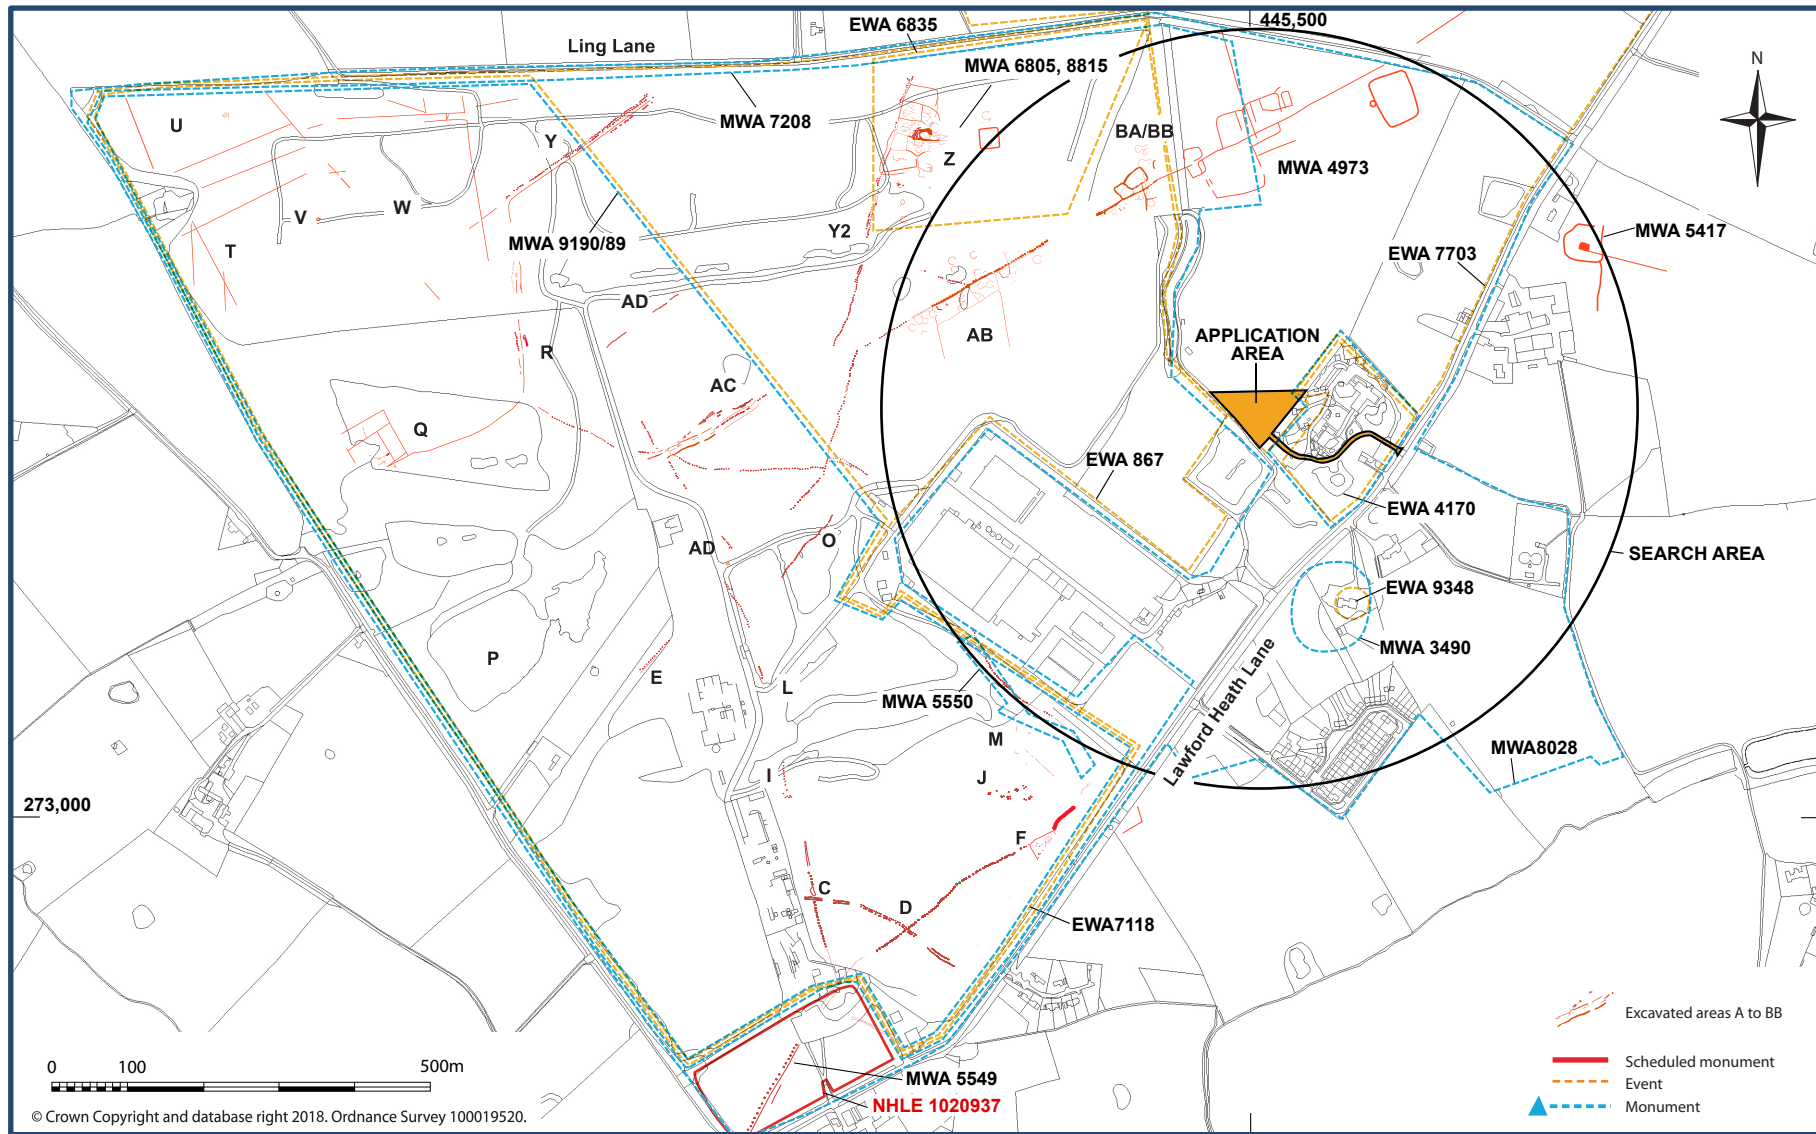 445,500
EWA 6835
Ling Lane
MWA 6805, 8815
N
MWA 7208
U
Y
BA/BB
Z
MWA 4973
V
W
T
MWA 9190/89
Y2
MWA 5417
EWA 7703
AD
AB
APPLICATION
AREA
R
AC
Q
EWA 867
EWA 4170
O
AD
SEARCH AREA
EWA 9348
MWA 3490
P
E
L
MWA 5550
Lawford Heath Lane
M
MWA8028
I
J
273,000
F
C
D
EWA7118
Excavated areas A to BB
Scheduled monument
Event
Monument
0 100 500m
MWA 5549
NHLE 1020937
© Crown Copyright and database right 2018. Ordnance Survey 100019520.